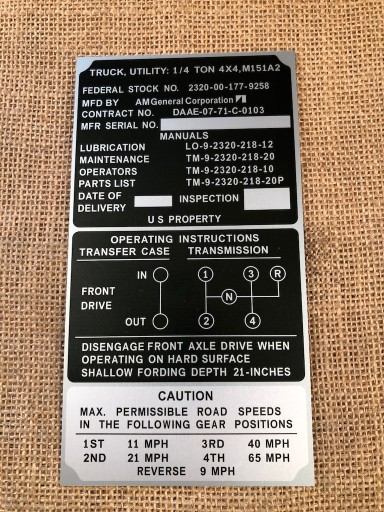 TRUCK, UTILITY: 1/4 TON 4X4, M151A2
FEDERAL STOCK NO. 2320-00-177-9258
MFD BY AM General Corporation
CONTRACT NO. DAAE-07-71-C-0103
MFR SERIAL NO.
MANUALS
LUBRICATION LO-9-2320-218-12
MAINTENANCE TM-9-2320-218-20
OPERATORS TM-9-2320-218-10
PARTS LIST TM-9-2320-218-20P
DATE OF
DELIVERY INSPECTION
U S PROPERTY
OPERATING INSTRUCTIONS
TRANSFER CASE TRANSMISSION
IN 1 3 R
FRONT
DRIVE N
OUT 2 4
DISENGAGE FRONT AXLE DRIVE WHEN
OPERATING ON HARD SURFACE
SHALLOW FORDING DEPTH 21-INCHES
CAUTION
MAX. PERMISSIBLE ROAD SPEEDS
IN THE FOLLOWING GEAR POSITIONS
1ST 11 MPH 3RD 40 MPH
2ND 21 MPH 4TH 65 MPH
REVERSE 9 MPH